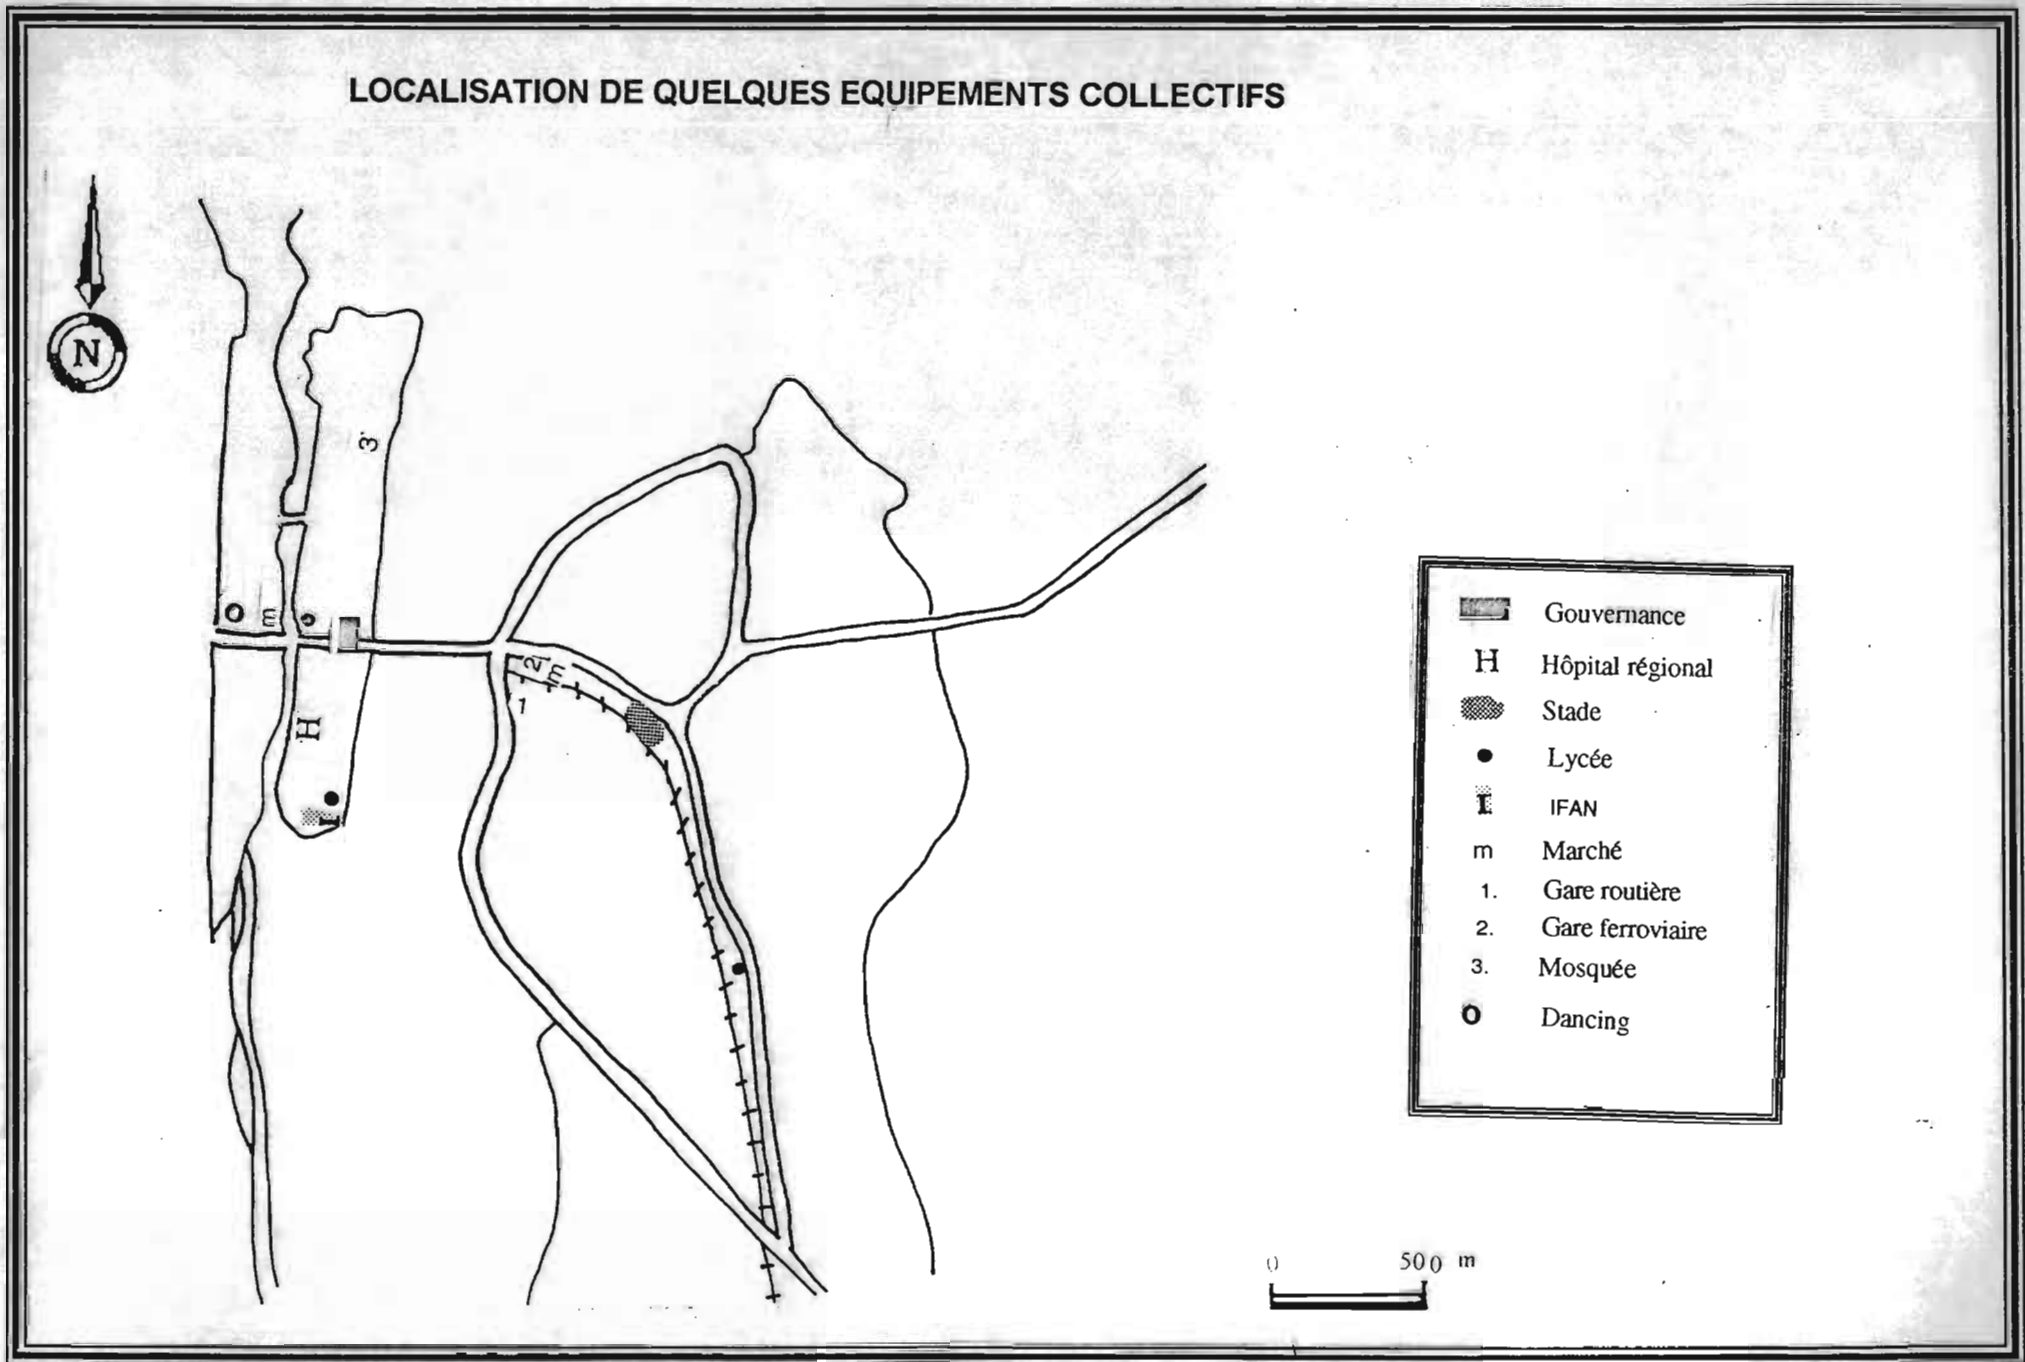 LOCALISATION DE QUELQUES EQUIPEMENTS COLLECTIFS
N
3
m
H
I
2
m
1
Gouvernance
H Hôpital régional
Stade
Lycée
I IFAN
m Marché
1. Gare routière
2. Gare ferroviaire
3. Mosquée
O Dancing
0 500 m